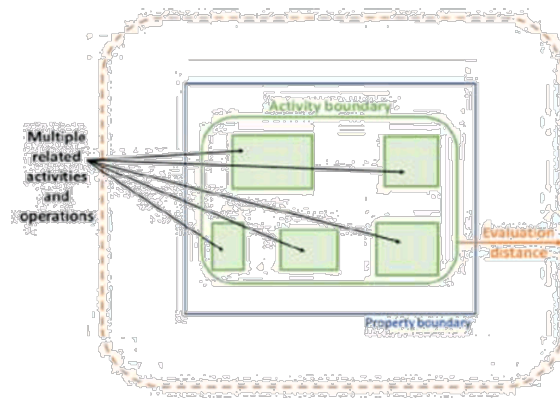 Activity boundary
Multiple
related
activities
and
operations
Evaluation
distance
Property boundary